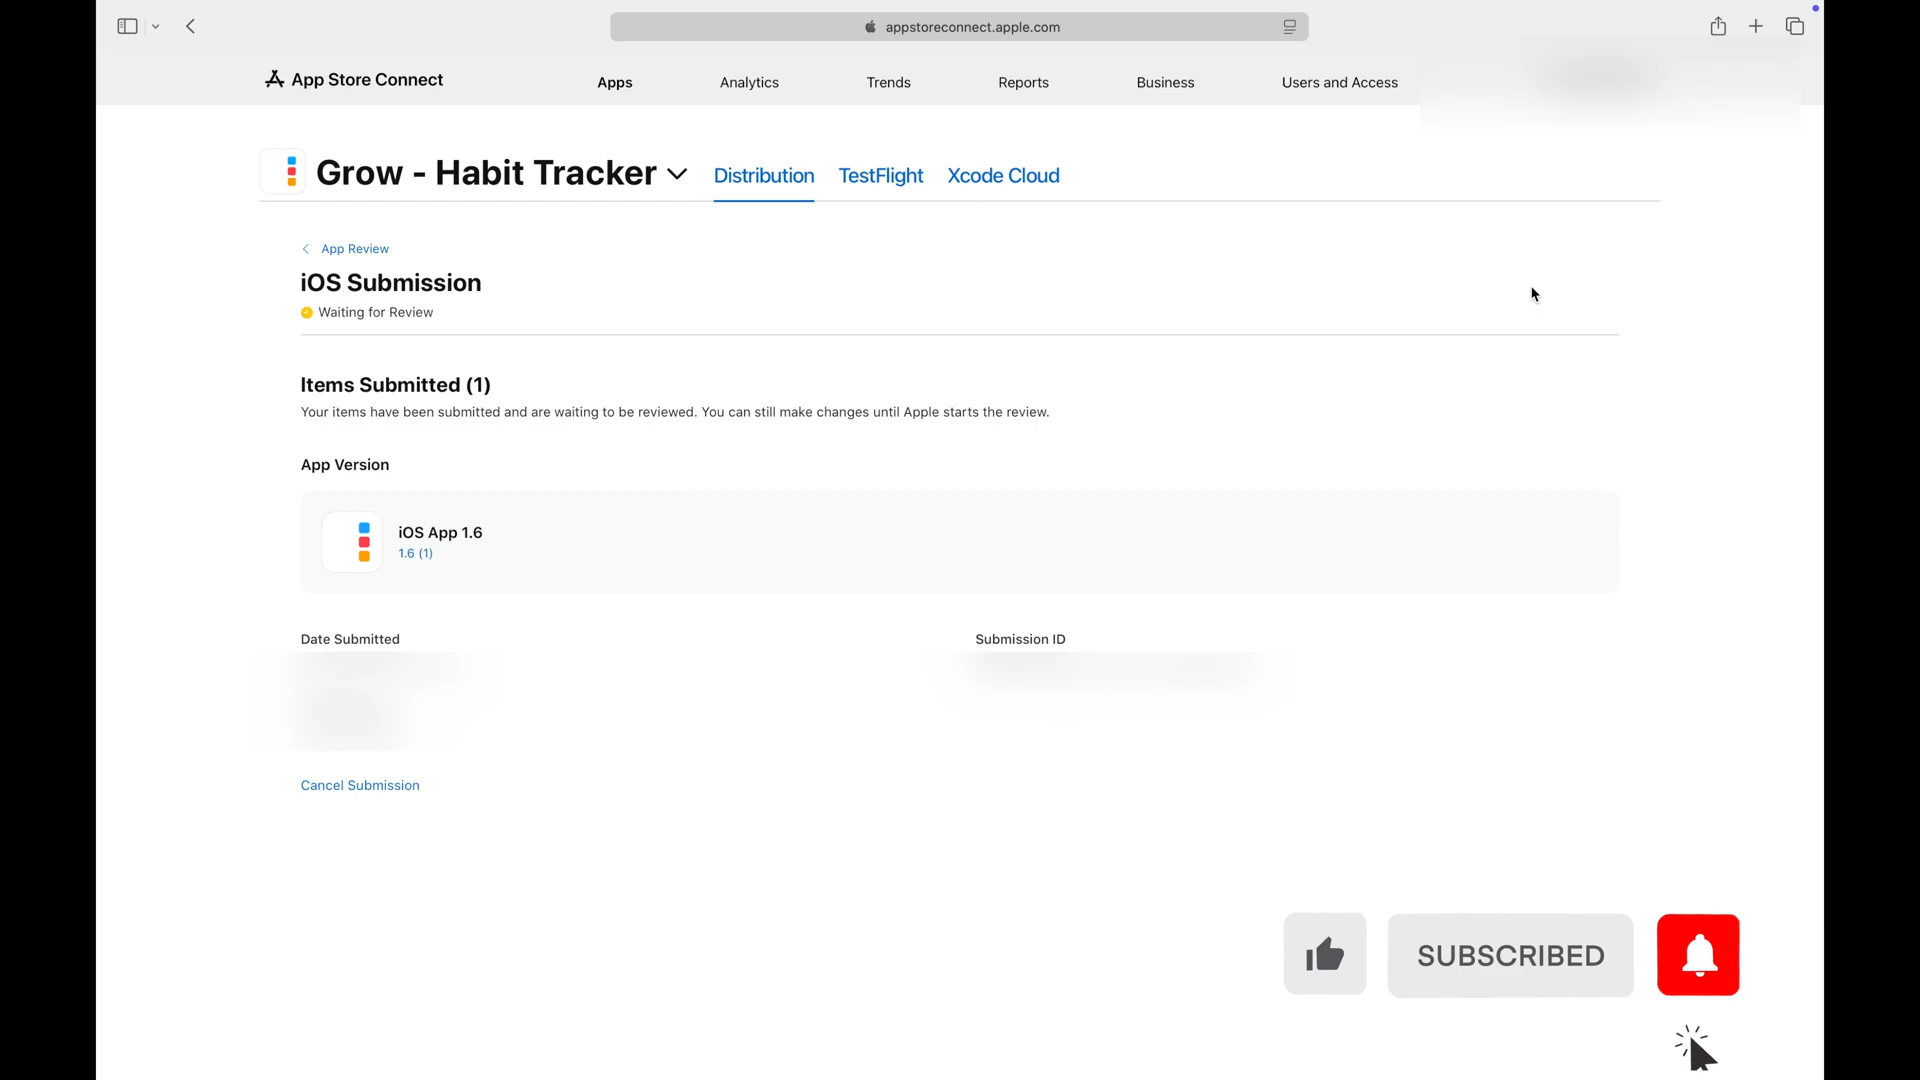 appstoreconnect.apple.com
App Store Connect
Apps
Analytics
Trends
Reports
Business
Users and Access
Grow - Habit Tracker
Distribution
TestFlight
Xcode Cloud
App Review
iOS Submission
Waiting for Review
Items Submitted (1)
Your items have been submitted and are waiting to be reviewed. You can still make changes until Apple starts the review.
App Version
iOS App 1.6
1.6 (1)
Date Submitted
Submission ID
Cancel Submission
SUBSCRIBED